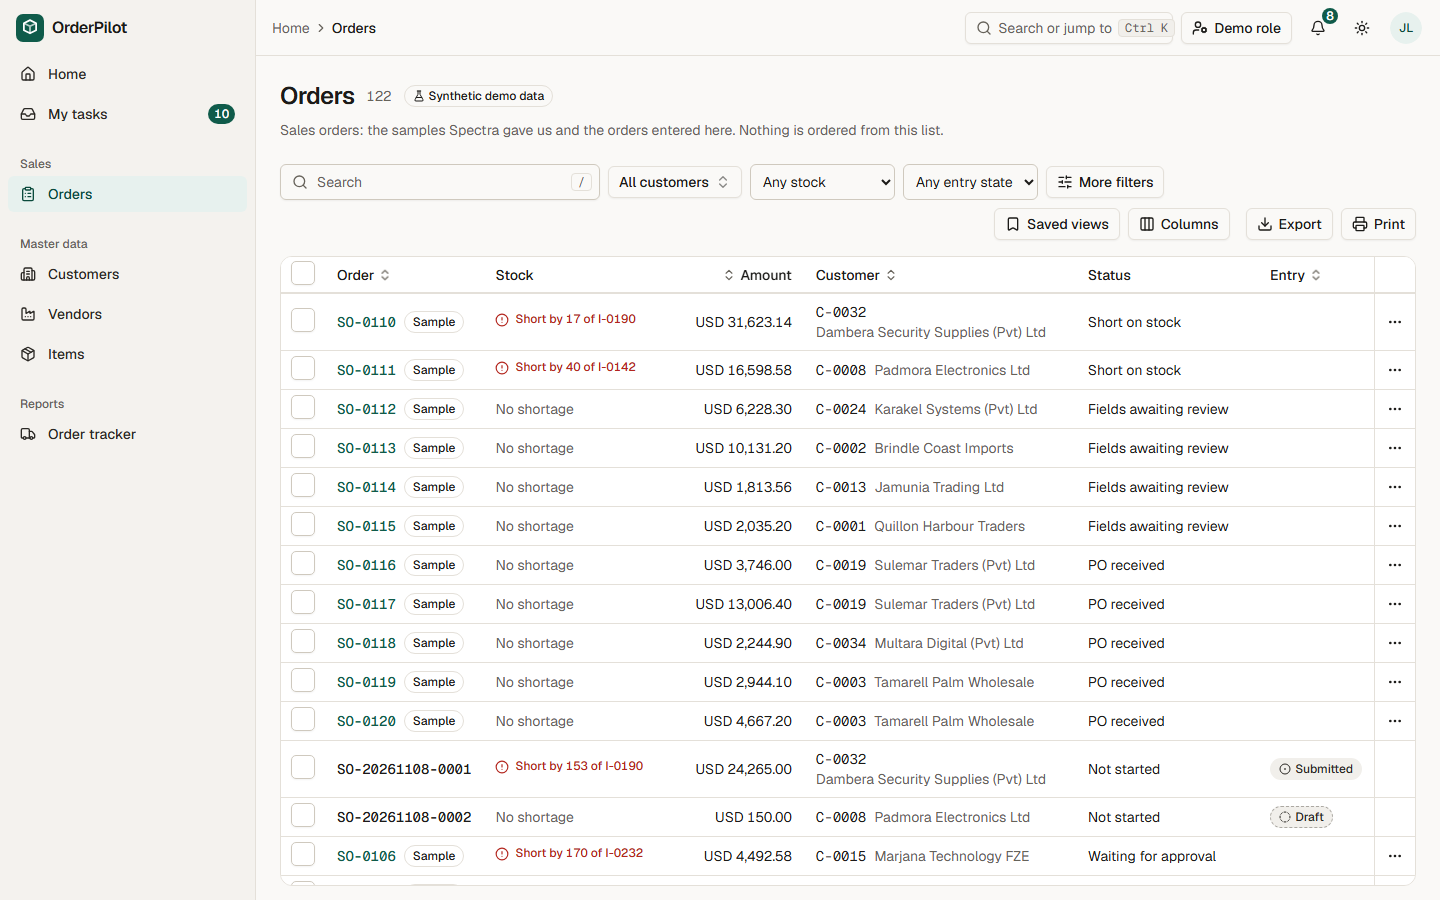 OrderPilot
Home
My tasks 10
Sales
Orders
Master data
Customers
Vendors
Items
Reports
Order tracker
Home > Orders
Search or jump to Ctrl K
Demo role
8
JL
Orders 122 Synthetic demo data
Sales orders: the samples Spectra gave us and the orders entered here. Nothing is ordered from this list.
Search /
All customers
Any stock
Any entry state
More filters
Saved views
Columns
Export
Print
Order Stock Amount Customer Status Entry
SO-0110 Sample Short by 17 of I-0190 USD 31,623.14 C-0032 Dambera Security Supplies (Pvt) Ltd Short on stock ...
SO-0111 Sample Short by 40 of I-0142 USD 16,598.58 C-0008 Padmora Electronics Ltd Short on stock ...
SO-0112 Sample No shortage USD 6,228.30 C-0024 Karakel Systems (Pvt) Ltd Fields awaiting review ...
SO-0113 Sample No shortage USD 10,131.20 C-0002 Brindle Coast Imports Fields awaiting review ...
SO-0114 Sample No shortage USD 1,813.56 C-0013 Jamunia Trading Ltd Fields awaiting review ...
SO-0115 Sample No shortage USD 2,035.20 C-0001 Quillon Harbour Traders Fields awaiting review ...
SO-0116 Sample No shortage USD 3,746.00 C-0019 Sulemar Traders (Pvt) Ltd PO received ...
SO-0117 Sample No shortage USD 13,006.40 C-0019 Sulemar Traders (Pvt) Ltd PO received ...
SO-0118 Sample No shortage USD 2,244.90 C-0034 Multara Digital (Pvt) Ltd PO received ...
SO-0119 Sample No shortage USD 2,944.10 C-0003 Tamarell Palm Wholesale PO received ...
SO-0120 Sample No shortage USD 4,667.20 C-0003 Tamarell Palm Wholesale PO received ...
SO-20261108-0001 Short by 153 of I-0190 USD 24,265.00 C-0032 Dambera Security Supplies (Pvt) Ltd Not started Submitted
SO-20261108-0002 No shortage USD 150.00 C-0008 Padmora Electronics Ltd Not started Draft
SO-0106 Sample Short by 170 of I-0232 USD 4,492.58 C-0015 Marjana Technology FZE Waiting for approval ...